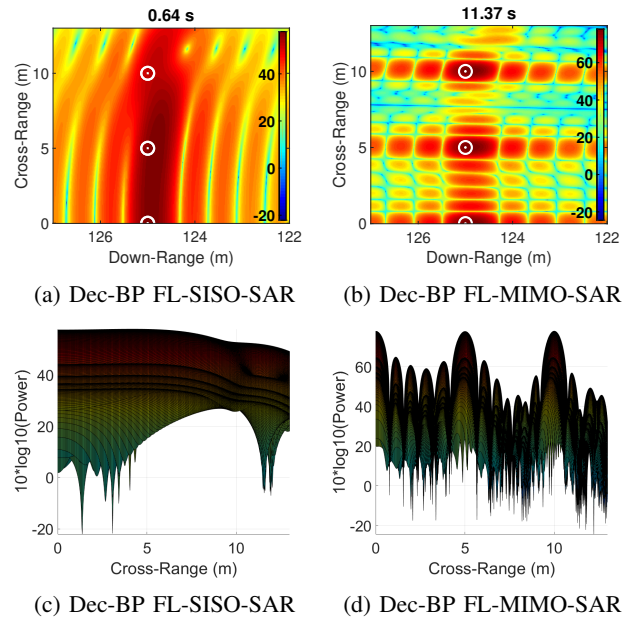 0.64 s
10
5
0
126
124
122
Cross-Range (m)
Down-Range (m)
40
20
0
-20
(a) Dec-BP FL-SISO-SAR
11.37 s
10
5
0
126
124
122
Cross-Range (m)
Down-Range (m)
60
40
20
0
-20
(b) Dec-BP FL-MIMO-SAR
10*log10(Power)
40
20
0
-20
0
5
10
Cross-Range (m)
(c) Dec-BP FL-SISO-SAR
10*log10(Power)
80
60
40
20
0
-20
0
5
10
Cross-Range (m)
(d) Dec-BP FL-MIMO-SAR